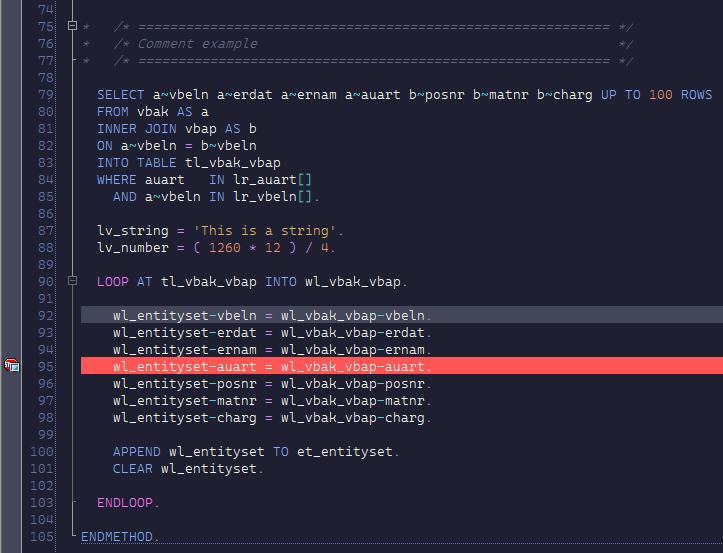 74
75 * /* =========================================================== */
76 * /* Comment example */
77 * /* =========================================================== */
78
79 SELECT a~vbeln a~erdat a~ernam a~auart b~posnr b~matnr b~charg UP TO 100 ROWS
80 FROM vbak AS a
81 INNER JOIN vbap AS b
82 ON a~vbeln = b~vbeln
83 INTO TABLE tl_vbak_vbap
84 WHERE auart   IN lr_auart[]
85   AND a~vbeln IN lr_vbeln[].
86
87 lv_string = 'This is a string'.
88 lv_number = ( 1260 * 12 ) / 4.
89
90 LOOP AT tl_vbak_vbap INTO wl_vbak_vbap.
91
92   wl_entityset-vbeln = wl_vbak_vbap-vbeln.
93   wl_entityset-erdat = wl_vbak_vbap-erdat.
94   wl_entityset-ernam = wl_vbak_vbap-ernam.
95   wl_entityset-auart = wl_vbak_vbap-auart.
96   wl_entityset-posnr = wl_vbak_vbap-posnr.
97   wl_entityset-matnr = wl_vbak_vbap-matnr.
98   wl_entityset-charg = wl_vbak_vbap-charg.
99
100   APPEND wl_entityset TO et_entityset.
101   CLEAR wl_entityset.
102
103 ENDLOOP.
104
105 ENDMETHOD.